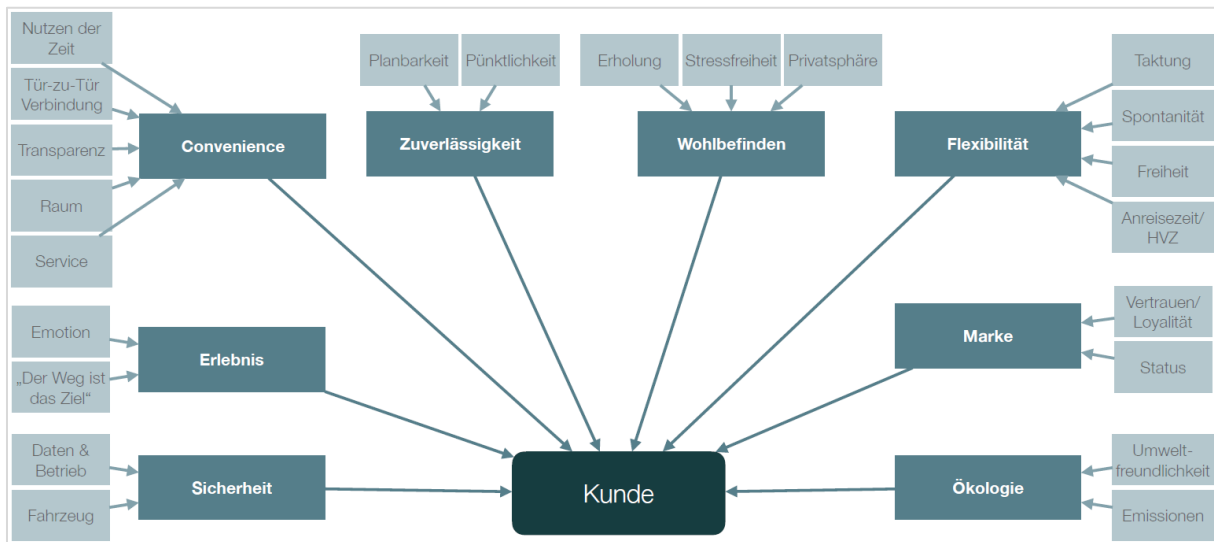 Nutzen der
Zeit
Tür-zu-Tür
Verbindung
Transparenz
Raum
Service
Convenience
Planbarkeit
Pünktlichkeit
Zuverlässigkeit
Erholung
Stressfreiheit
Privatsphäre
Wohlbefinden
Taktung
Spontanität
Freiheit
Anreisezeit/
HVZ
Flexibilität
Emotion
„Der Weg ist
das Ziel“
Erlebnis
Vertrauen/
Loyalität
Status
Marke
Daten &
Betrieb
Fahrzeug
Sicherheit
Kunde
Ökologie
Umwelt-
freundlichkeit
Emissionen